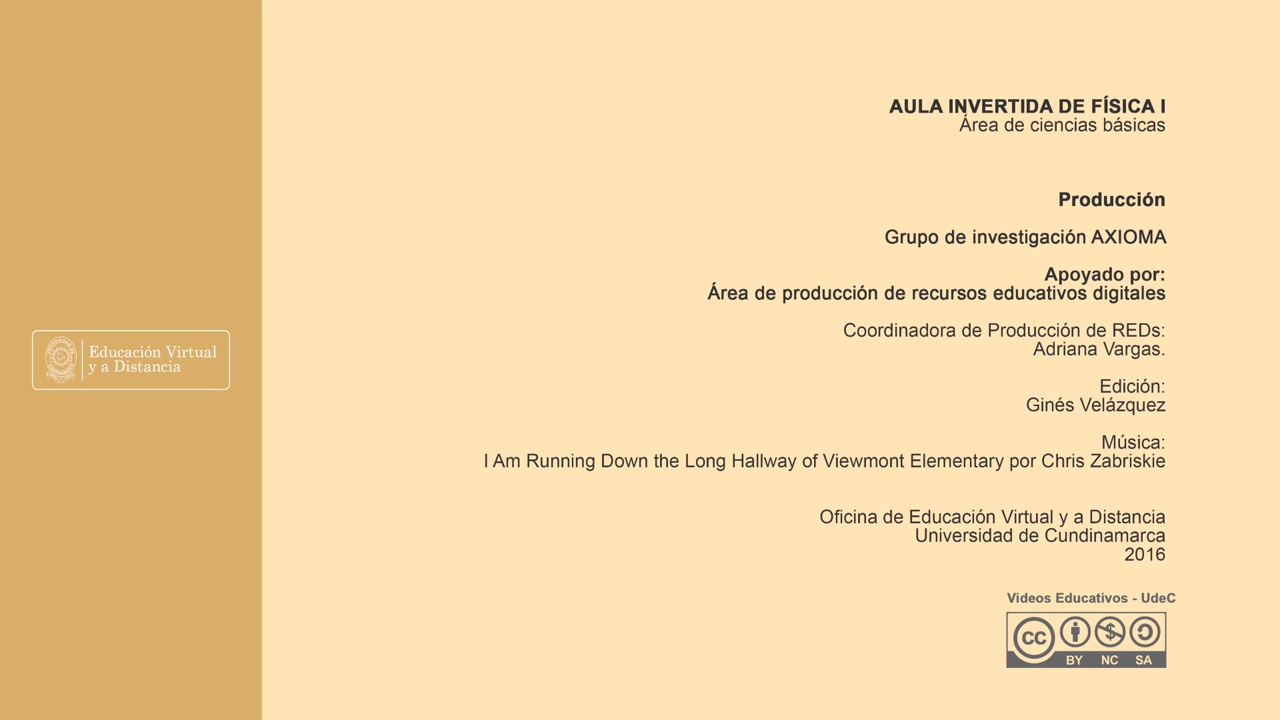 AULA INVERTIDA DE FÍSICA I
Área de ciencias básicas
Producción
Grupo de investigación AXIOMA
Apoyado por:
Área de producción de recursos educativos digitales
Coordinadora de Producción de REDs:
Adriana Vargas.
Edición:
Ginés Velázquez
Música:
I Am Running Down the Long Hallway of Viewmont Elementary por Chris Zabriskie
Oficina de Educación Virtual y a Distancia
Universidad de Cundinamarca
2016
Educación Virtual
y a Distancia
Videos Educativos - UdeC
cc
BY NC SA